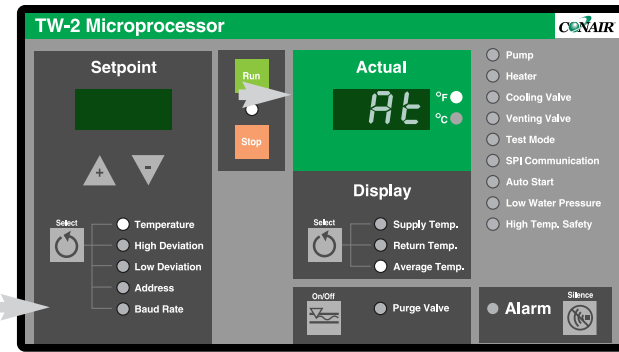 TW-2 Microprocessor
CONAIR
Setpoint
+
-
Select
Temperature
High Deviation
Low Deviation
Address
Baud Rate
Run
Stop
Actual
At
°F
°C
Display
Select
Supply Temp.
Return Temp.
Average Temp.
On/Off
Purge Valve
Pump
Heater
Cooling Valve
Venting Valve
Test Mode
SPI Communication
Auto Start
Low Water Pressure
High Temp. Safety
Alarm
Silence